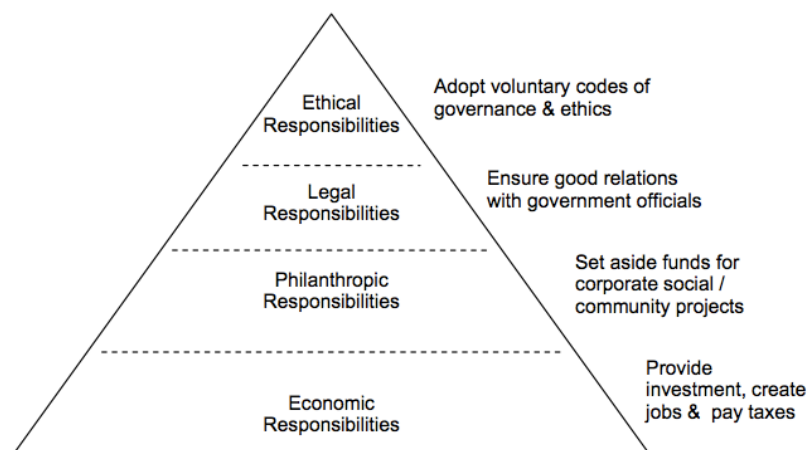 Ethical
Responsibilities
Adopt voluntary codes of
governance & ethics
Legal
Responsibilities
Ensure good relations
with government officials
Philanthropic
Responsibilities
Set aside funds for
corporate social /
community projects
Economic
Responsibilities
Provide
investment, create
jobs & pay taxes